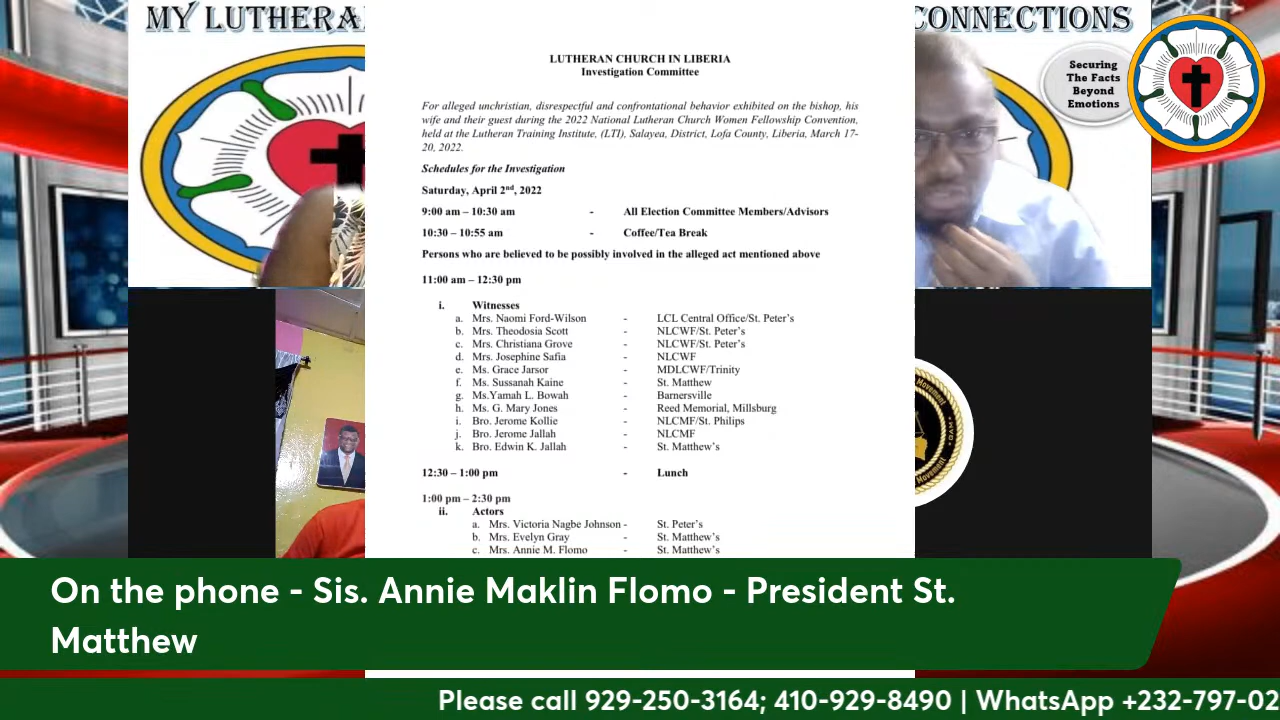 MY LUTHERA
CONNECTIONS
Securing
The Facts
Beyond
Emotions
LUTHERAN CHURCH IN LIBERIA
Investigation Committee
For alleged unchristian, disrespectful and confrontational behavior exhibited on the bishop, his
wife and their guest during the 2022 National Lutheran Church Women Fellowship Convention,
held at the Lutheran Training Institute, (LTI), Salayea, District, Lofa County, Liberia, March 17-
20, 2022.
Schedules for the Investigation
Saturday, April 2nd, 2022
9:00 am – 10:30 am - All Election Committee Members/Advisors
10:30 – 10:55 am - Coffee/Tea Break
Persons who are believed to be possibly involved in the alleged act mentioned above
11:00 am – 12:30 pm
i. Witnesses
a. Mrs. Naomi Ford-Wilson - LCL Central Office/St. Peter's
b. Mrs. Theodosia Scott - NLCWF/St. Peter's
c. Mrs. Christiana Grove - NLCWF/St. Peter's
d. Mrs. Josephine Safia - NLCWF
e. Ms. Grace Jarsor - MDLCWF/Trinity
f. Ms. Sussanah Kaine - St. Matthew
g. Ms.Yamah L. Bowah - Barnersville
h. Ms. G. Mary Jones - Reed Memorial, Millsburg
i. Bro. Jerome Kollie - NLCMF/St. Philips
j. Bro. Jerome Jallah - NLCMF
k. Bro. Edwin K. Jallah - St. Matthew's
12:30 – 1:00 pm - Lunch
1:00 pm – 2:30 pm
ii. Actors
a. Mrs. Victoria Nagbe Johnson - St. Peter's
b. Mrs. Evelyn Gray - St. Matthew's
c. Mrs. Annie M. Flomo - St. Matthew's
Movement
On the phone - Sis. Annie Maklin Flomo - President St.
Matthew
Please call 929-250-3164; 410-929-8490 | WhatsApp +232-797-02